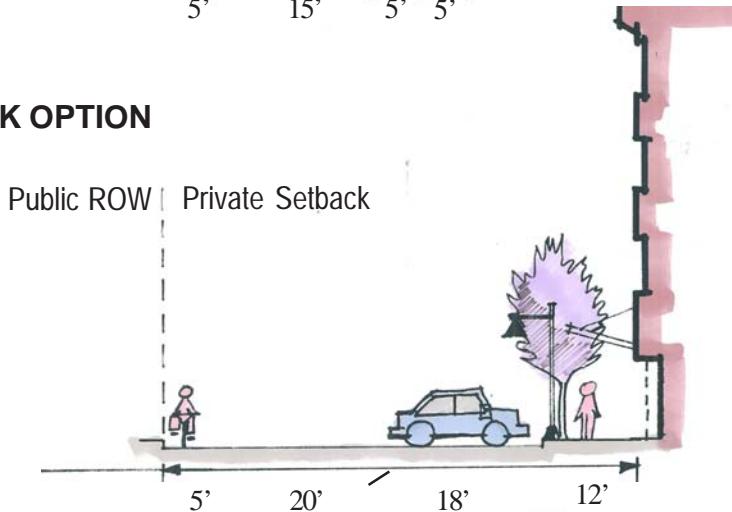 5’ 15’ 5’ 5’
K OPTION
Public ROW Private Setback
5’ 20’ 18’ 12’